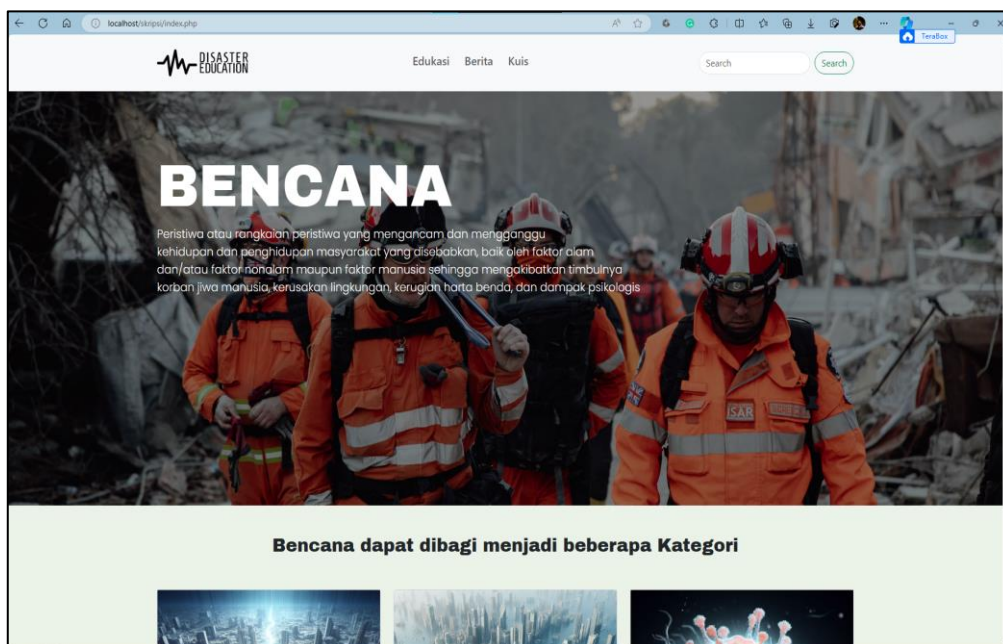 localhost/skripsi/index.php
TeraBox
DISASTER
EDUCATION
Edukasi Berita Kuis
Search
Search
BENCANA
Peristiwa atau rangkaian peristiwa yang mengancam dan mengganggu
kehidupan dan penghidupan masyarakat yang disebabkan, baik oleh faktor alam
dan/atau faktor nonalam maupun faktor manusia sehingga mengakibatkan timbulnya
korban jiwa manusia, kerusakan lingkungan, kerugian harta benda, dan dampak psikologis
ISAR
Bencana dapat dibagi menjadi beberapa Kategori